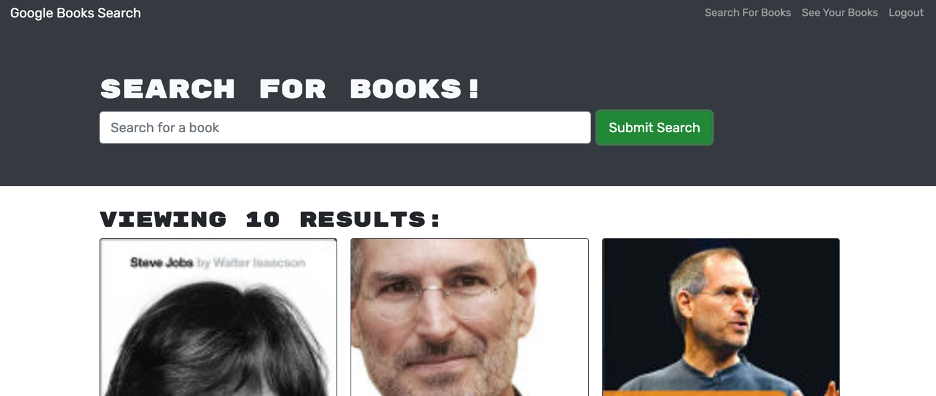 Google Books Search
Search For Books See Your Books Logout
SEARCH FOR BOOKS!
Search for a book
Submit Search
VIEWING 10 RESULTS:
Steve Jobs by Walter Isaacson